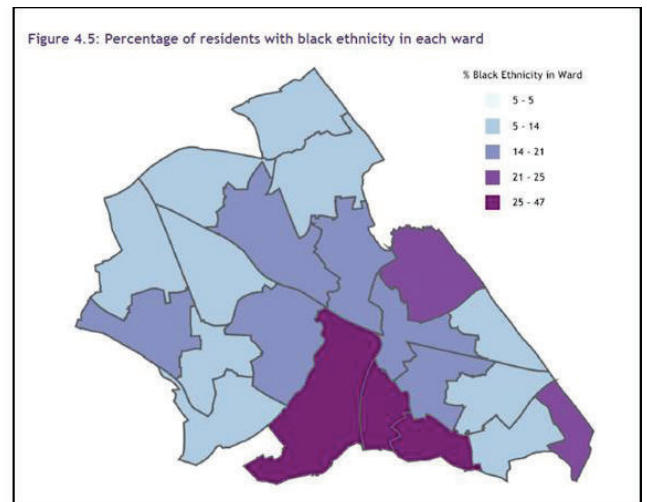 Figure 4.5: Percentage of residents with black ethnicity in each ward
% Black Ethnicity in Ward
5 - 5
5 - 14
14 - 21
21 - 25
25 - 47